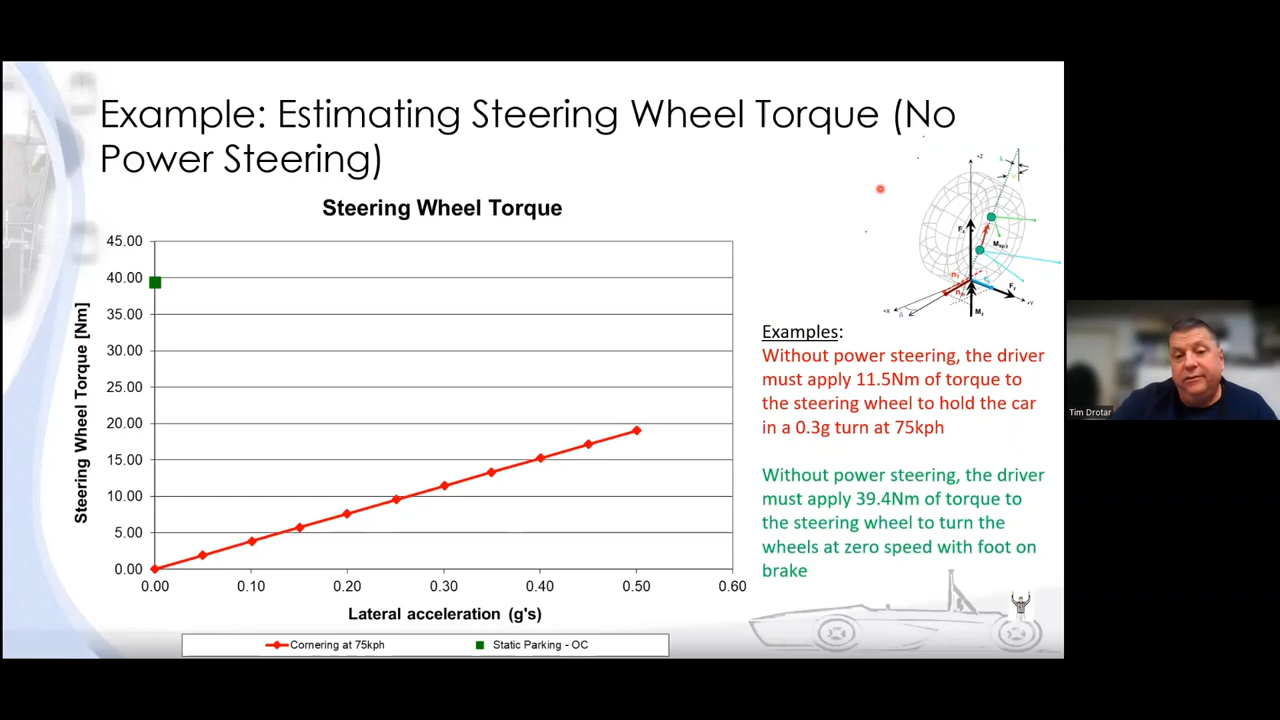 Example: Estimating Steering Wheel Torque (No
Power Steering)
Steering Wheel Torque
45.00
40.00
35.00
30.00
25.00
20.00
15.00
10.00
5.00
0.00
Steering Wheel Torque [Nm]
0.00 0.10 0.20 0.30 0.40 0.50 0.60
Lateral acceleration (g's)
Cornering at 75kph Static Parking - OC
+Z
+X
+Y
δ
Examples:
Without power steering, the driver
must apply 11.5Nm of torque to
the steering wheel to hold the car
in a 0.3g turn at 75kph
Without power steering, the driver
must apply 39.4Nm of torque to
the steering wheel to turn the
wheels at zero speed with foot on
brake
Tim Drotar